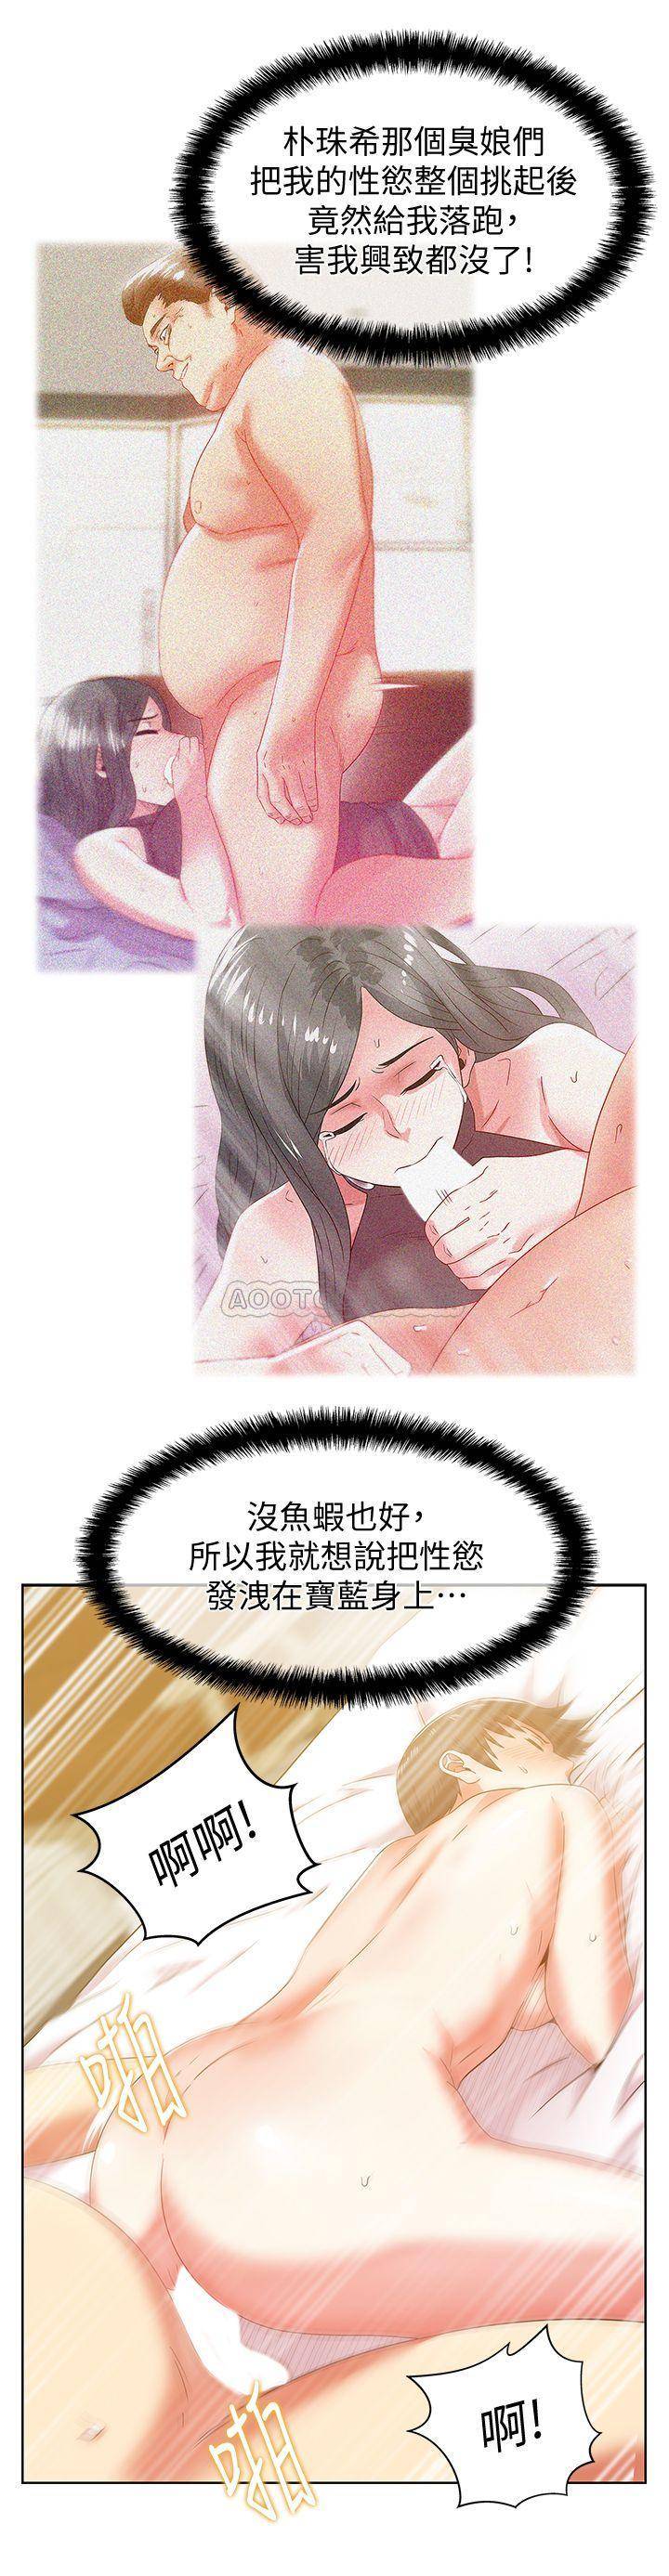 朴珠希那個臭娘們
把我的性慾整個挑起後
竟然給我落跑，
害我興致都沒了！
AOOTO
沒魚蝦也好，
所以我就想說把性慾
發洩在寶藍身上…
啊啊！
啪
啊！
啪